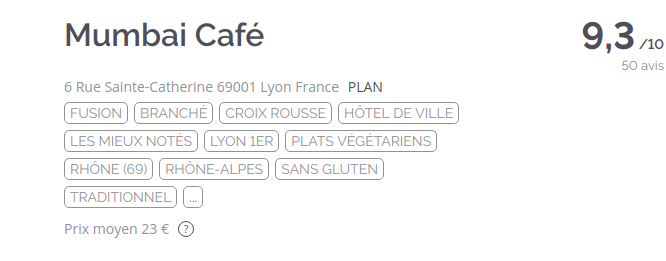 Mumbai Café
9,3 /10
50 avis
6 Rue Sainte-Catherine 69001 Lyon France PLAN
FUSION BRANCHÉ CROIX ROUSSE HÔTEL DE VILLE
LES MIEUX NOTÉS LYON 1ER PLATS VÉGÉTARIENS
RHÔNE (69) RHÔNE-ALPES SANS GLUTEN
TRADITIONNEL ...
Prix moyen 23 € ?